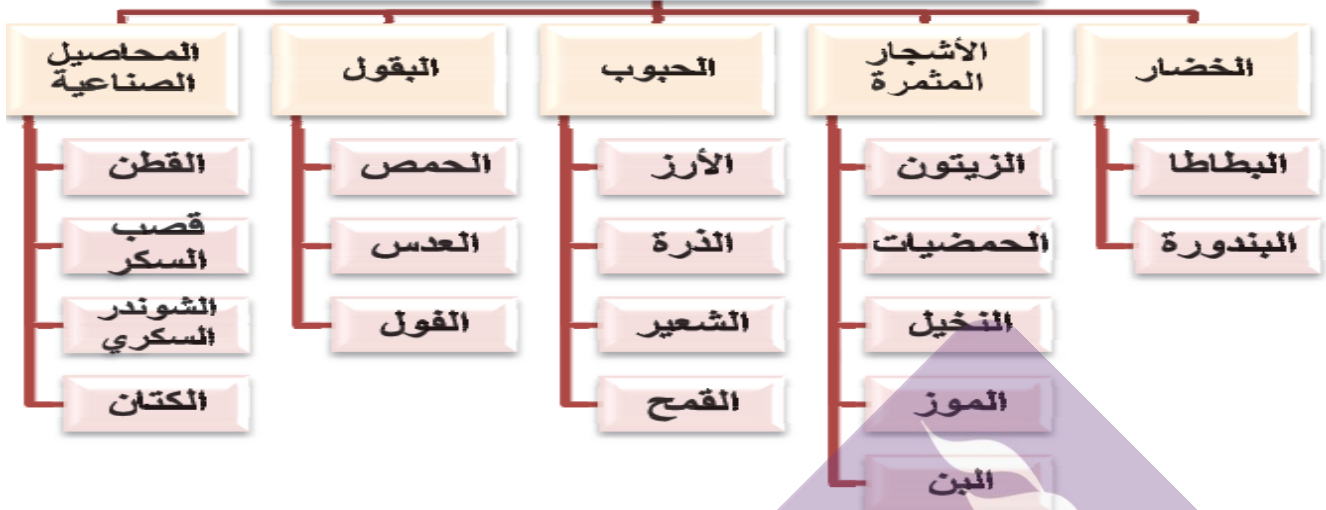 الخضار
البطاطا
البندورة
الأشجار
المثمرة
الزيتون
الحمضيات
النخيل
الموز
البن
الحبوب
الأرز
الذرة
الشعير
القمح
البقول
الحمص
العدس
الفول
المحاصيل
الصناعية
القطن
قصب
السكر
الشوندر
السكري
الكتان